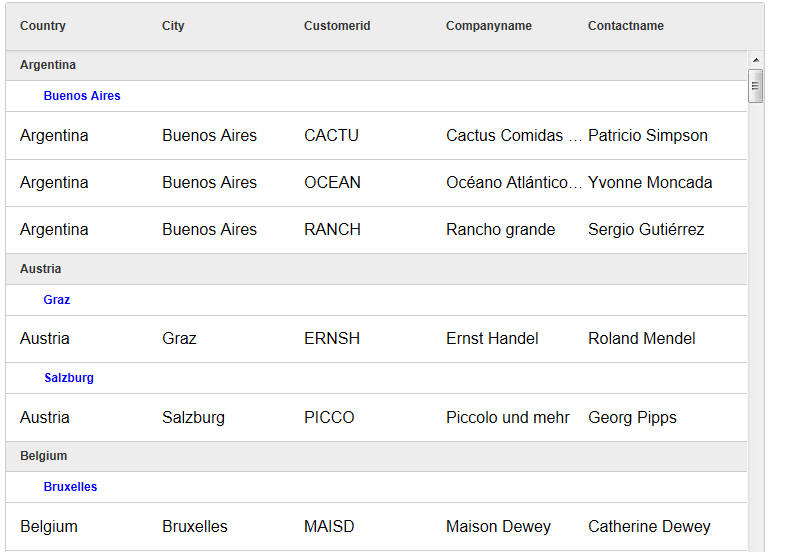 Country City Customerid Companyname Contactname
Argentina
Buenos Aires
Argentina Buenos Aires CACTU Cactus Comidas ... Patricio Simpson
Argentina Buenos Aires OCEAN Océano Atlántico... Yvonne Moncada
Argentina Buenos Aires RANCH Rancho grande Sergio Gutiérrez
Austria
Graz
Austria Graz ERNSH Ernst Handel Roland Mendel
Salzburg
Austria Salzburg PICCO Piccolo und mehr Georg Pipps
Belgium
Bruxelles
Belgium Bruxelles MAISD Maison Dewey Catherine Dewey